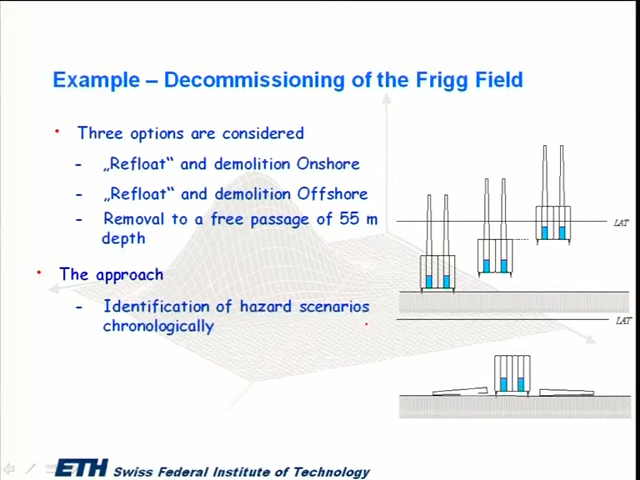 Example – Decommissioning of the Frigg Field
• Three options are considered
- „Refloat“ and demolition Onshore
- „Refloat“ and demolition Offshore
- Removal to a free passage of 55 m
depth
• The approach
- Identification of hazard scenarios
chronologically
LAT
LAT
ETH Swiss Federal Institute of Technology